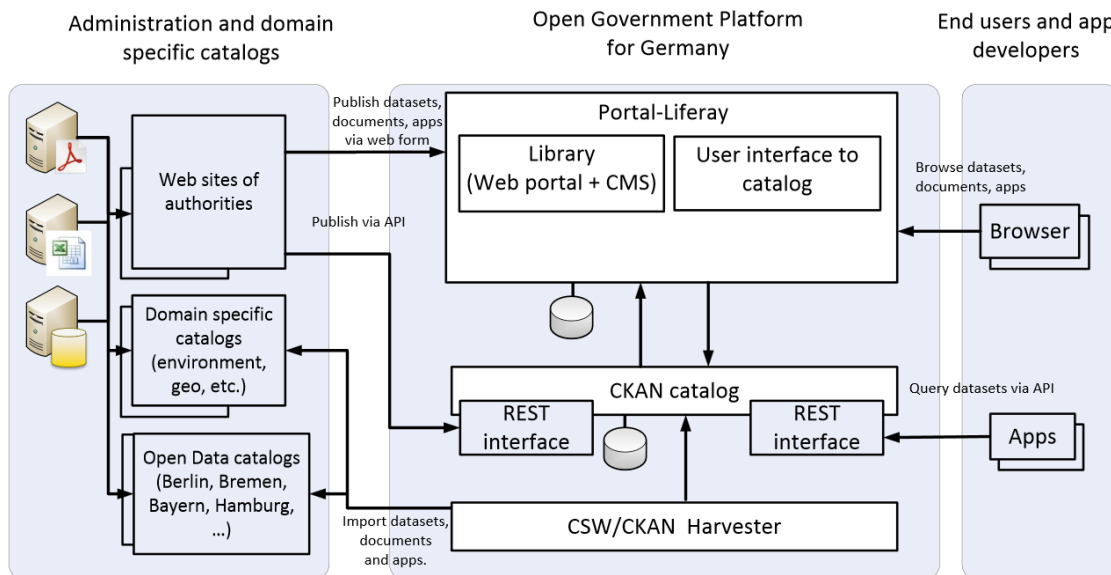 Administration and domain
specific catalogs
Open Government Platform
for Germany
End users and app
developers
Publish datasets,
documents, apps
via web form
Portal-Liferay
Library
(Web portal + CMS)
User interface to
catalog
Web sites of
authorities
Browse datasets,
documents, apps
Publish via API
Browser
Domain specific
catalogs
(environment,
geo, etc.)
CKAN catalog
Query datasets via API
REST
interface
REST
interface
Apps
Open Data catalogs
(Berlin, Bremen,
Bayern, Hamburg,
...)
Import datasets,
documents
and apps.
CSW/CKAN Harvester